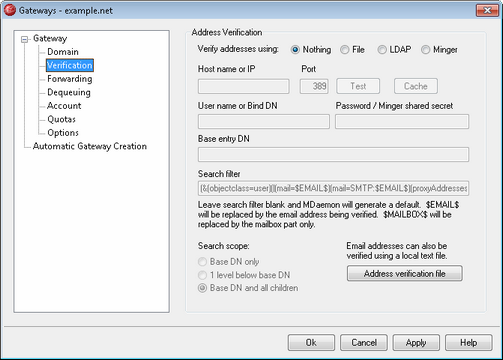 Gateways - example.net
Gateway
Domain
Verification
Forwarding
Dequeuing
Account
Quotas
Options
Automatic Gateway Creation
Address Verification
Verify addresses using: Nothing File LDAP Minger
Host name or IP Port
389 Test Cache
User name or Bind DN Password / Minger shared secret
Base entry DN
Search filter
(&(objectclass=user)(|(mail=$EMAIL$)(mail=SMTP:$EMAIL$)(proxyAddresses
Leave search filter blank and MDaemon will generate a default. $EMAIL$
will be replaced by the email address being verified. $MAILBOX$ will be
replaced by the mailbox part only.
Search scope:
Base DN only
1 level below base DN
Base DN and all children
Email addresses can also be
verified using a local text file.
Address verification file
Ok Cancel Apply Help